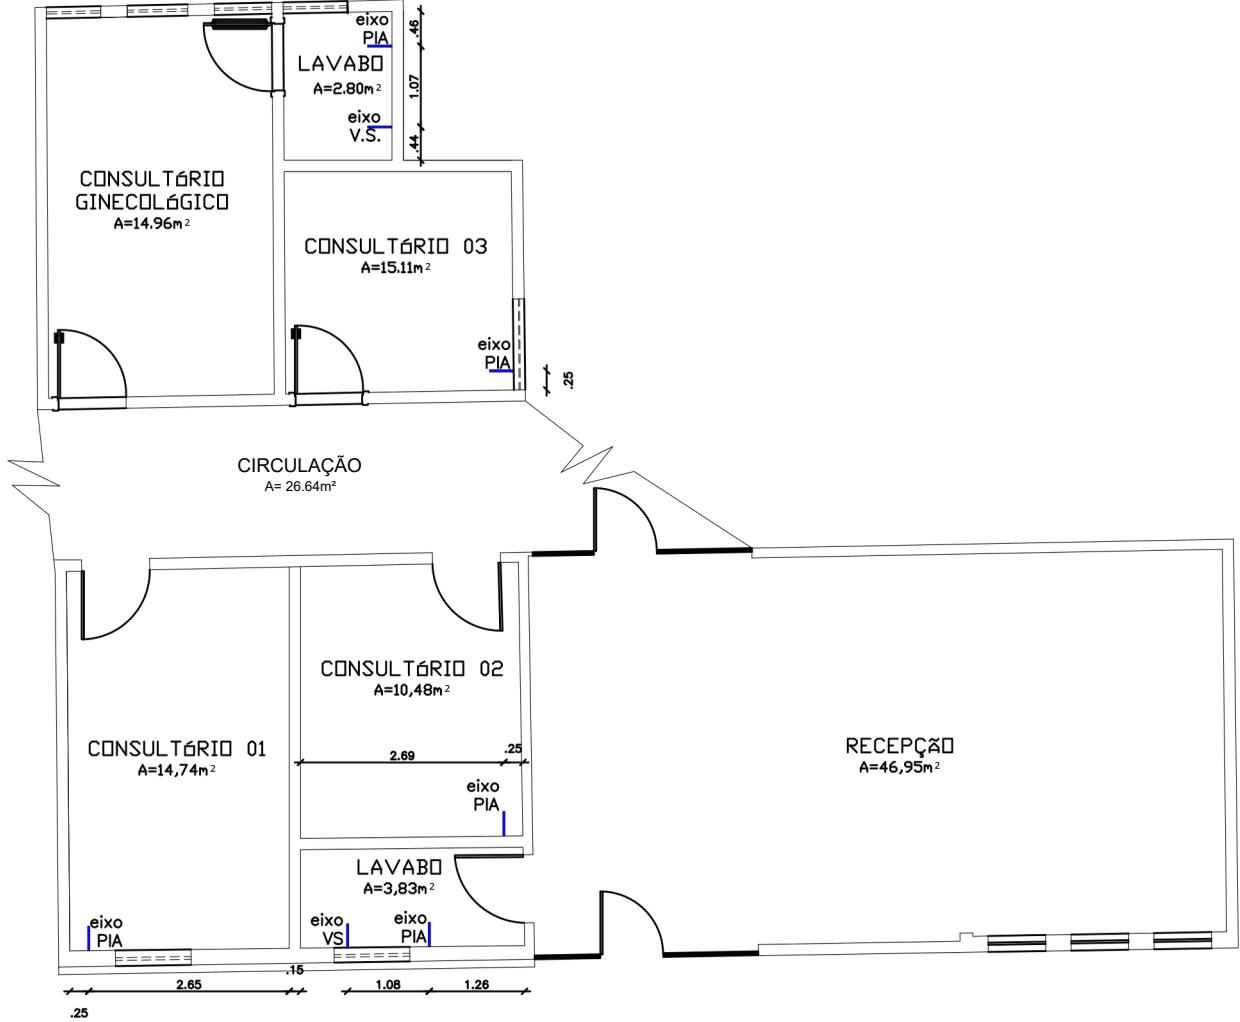 eixo
PIA
.46
LAVABO
A=2.80m²
1.07
eixo
V.S.
.44
CONSULTóRIO
GINECOLóGICO
A=14.96m²
CONSULTóRIO 03
A=15.11m²
eixo
PIA
.25
CIRCULAÇÃO
A= 26.64m²
CONSULTóRIO 02
A=10,48m²
CONSULTóRIO 01
A=14,74m²
2.69
.25
eixo
PIA
RECEPÇãO
A=46,95m²
LAVABO
A=3,83m²
eixo
PIA
eixo
VS
eixo
PIA
.15
2.65
1.08
1.26
.25